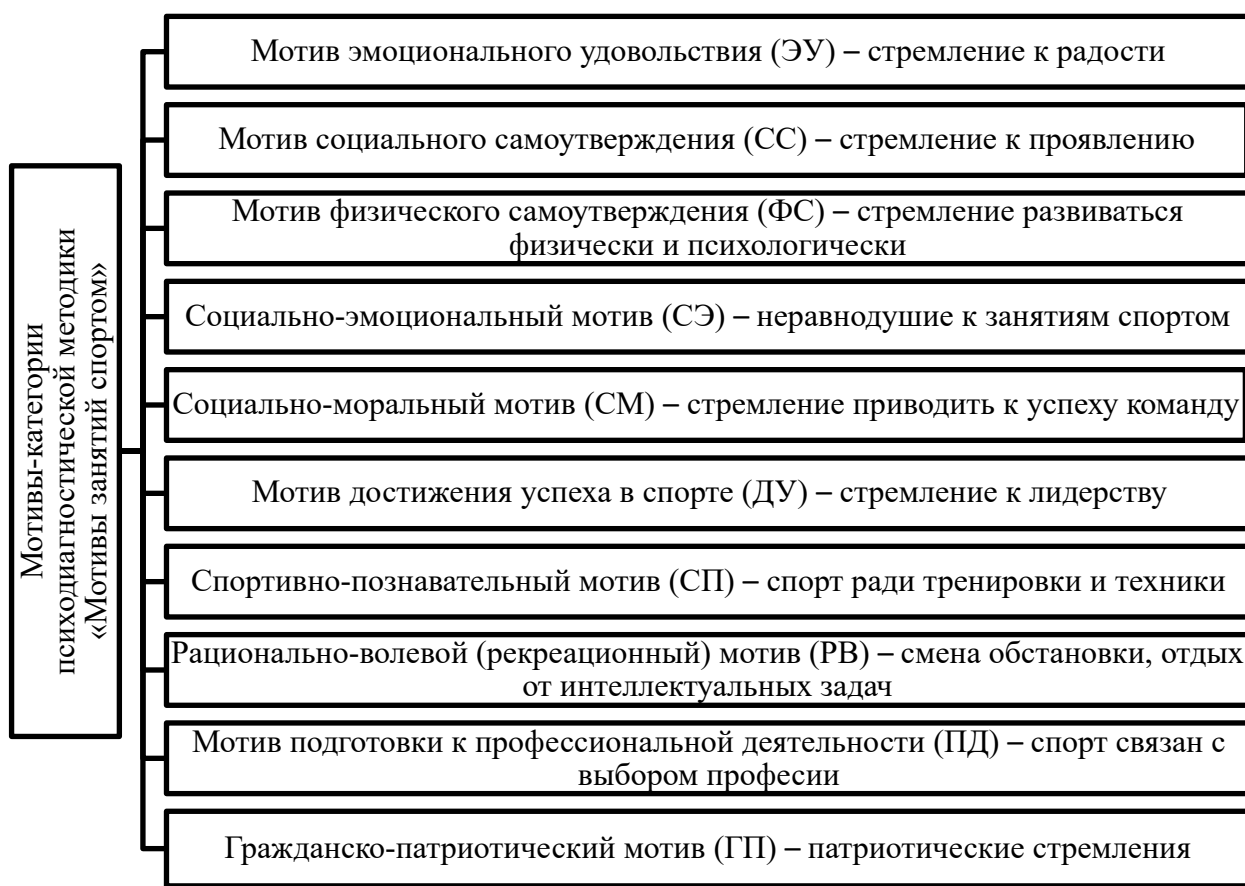 Мотивы-категории
психодиагностической методики
«Мотивы занятий спортом»
Мотив эмоционального удовольствия (ЭУ) – стремление к радости
Мотив социального самоутверждения (СС) – стремление к проявлению
Мотив физического самоутверждения (ФС) – стремление развиваться
физически и психологически
Социально-эмоциональный мотив (СЭ) – неравнодушие к занятиям спортом
Социально-моральный мотив (СМ) – стремление приводить к успеху команду
Мотив достижения успеха в спорте (ДУ) – стремление к лидерству
Спортивно-познавательный мотив (СП) – спорт ради тренировки и техники
Рационально-волевой (рекреационный) мотив (РВ) – смена обстановки, отдых
от интеллектуальных задач
Мотив подготовки к профессиональной деятельности (ПД) – спорт связан с
выбором професии
Гражданско-патриотический мотив (ГП) – патриотические стремления